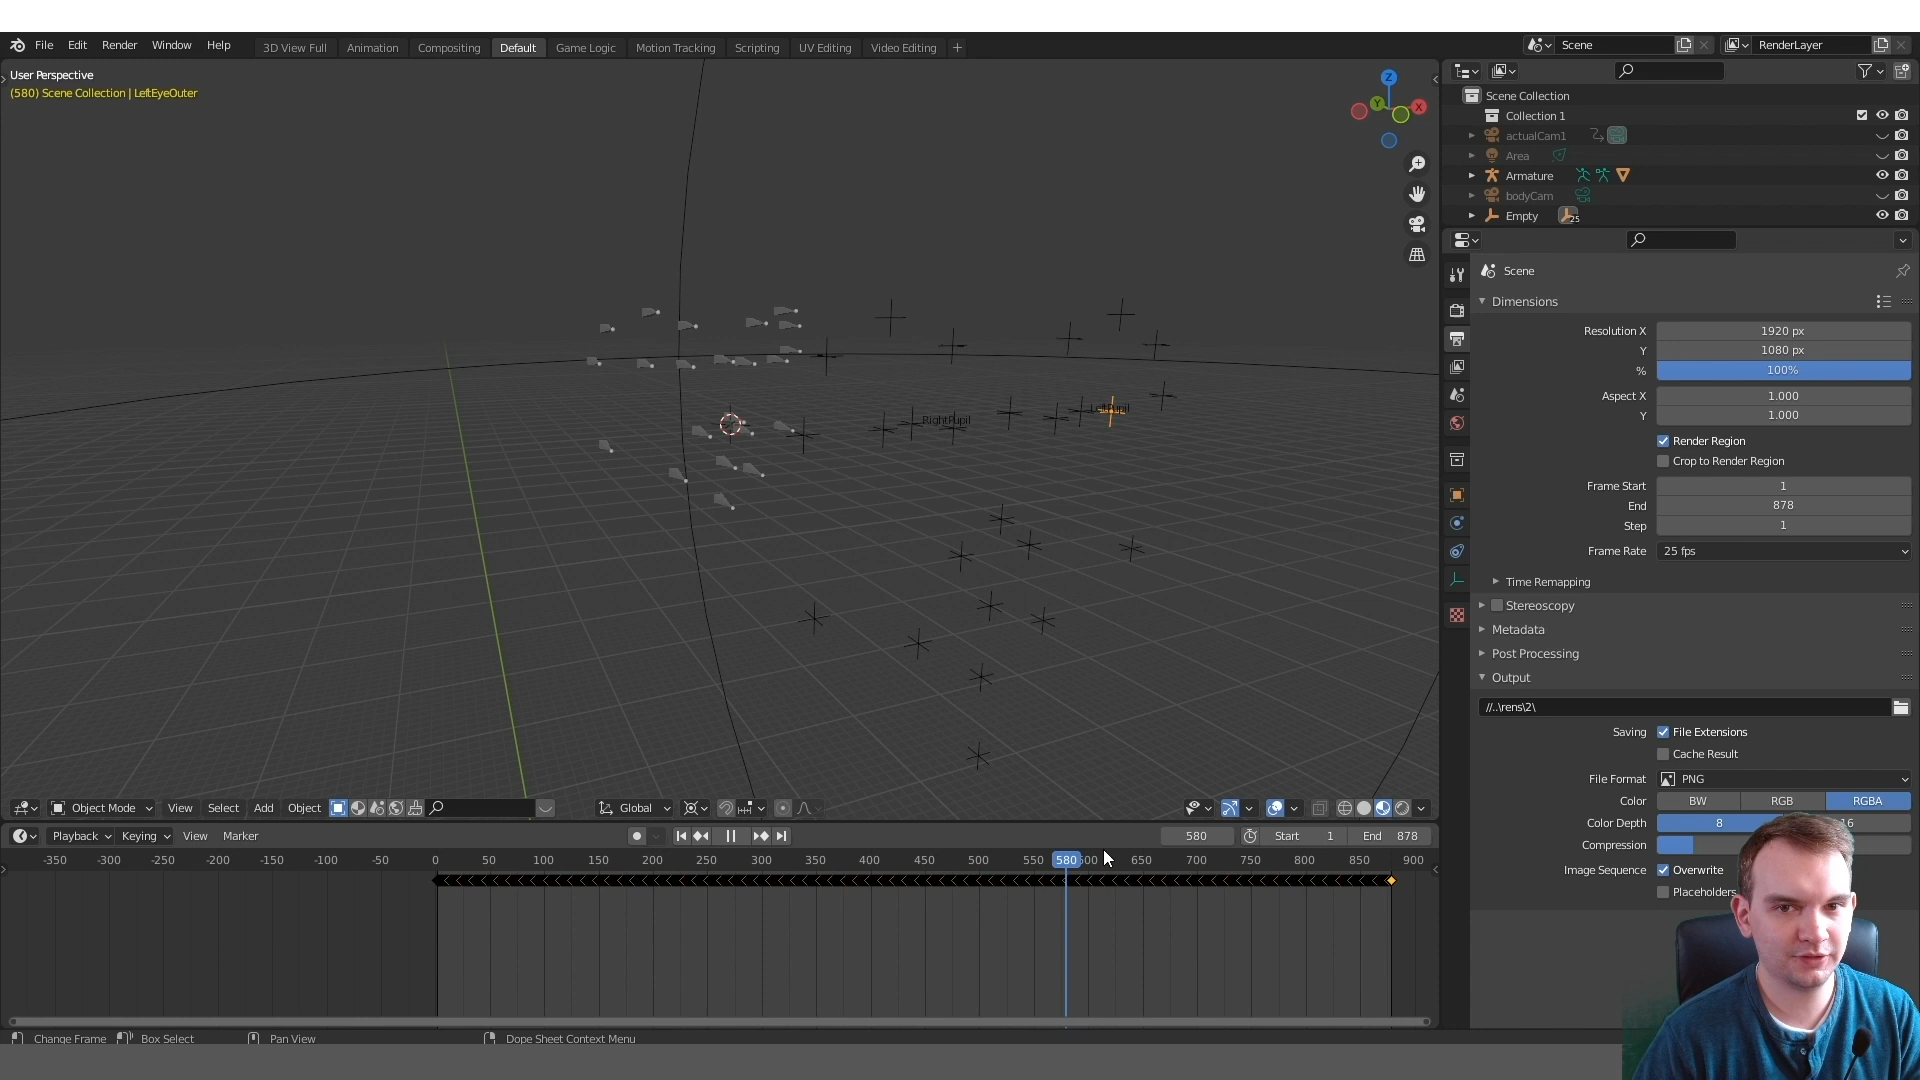 File Edit Render Window Help 3D View Full Animation Compositing Default Game Logic Motion Tracking Scripting UV Editing Video Editing + Scene RenderLayer
User Perspective
(580) Scene Collection | LeftEyeOuter
Z
Y
X
RightPupil
LeftPupil
Scene Collection
Collection 1
actualCam1
Area
Armature
bodyCam
Empty 25
Scene
Dimensions
Resolution X 1920 px
Y 1080 px
% 100%
Aspect X 1.000
Y 1.000
Render Region
Crop to Render Region
Frame Start 1
End 878
Step 1
Frame Rate 25 fps
Time Remapping
Stereoscopy
Metadata
Post Processing
Output
//..\rens\2\
Saving File Extensions
Cache Result
File Format PNG
Color BW RGB RGBA
Color Depth 8 16
Compression
Image Sequence Overwrite
Placeholders
Object Mode View Select Add Object Global
Playback Keying View Marker 580 Start 1 End 878
-350 -300 -250 -200 -150 -100 -50 0 50 100 150 200 250 300 350 400 450 500 550 580 600 650 700 750 800 850 900
Change Frame Box Select Pan View Dope Sheet Context Menu